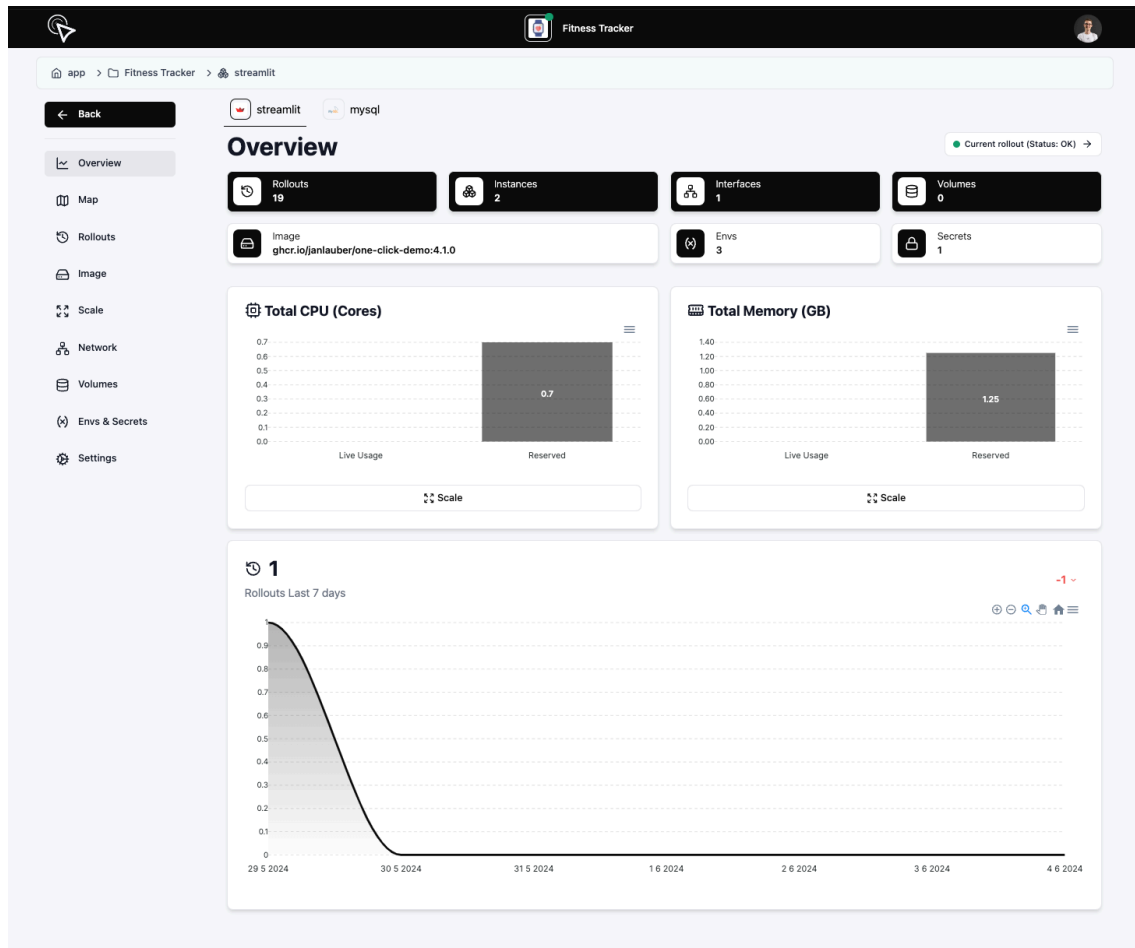 Fitness Tracker
app > Fitness Tracker > streamlit
Back
streamlit mysql
Overview
Current rollout (Status: OK)
Overview
Map
Rollouts
Image
Scale
Network
Volumes
Envs & Secrets
Settings
Rollouts
19
Instances
2
Interfaces
1
Volumes
0
Image
ghcr.io/janlauber/one-click-demo:4.1.0
Envs
3
Secrets
1
Total CPU (Cores)
0.7
0.6
0.5
0.4
0.3
0.2
0.1
0.0
0.7
Live Usage Reserved
Scale
Total Memory (GB)
1.40
1.20
1.00
0.80
0.60
0.40
0.20
0.00
1.25
Live Usage Reserved
Scale
1
Rollouts Last 7 days
-1
1
0.9
0.8
0.7
0.6
0.5
0.4
0.3
0.2
0.1
0
29 5 2024 30 5 2024 31 5 2024 1 6 2024 2 6 2024 3 6 2024 4 6 2024